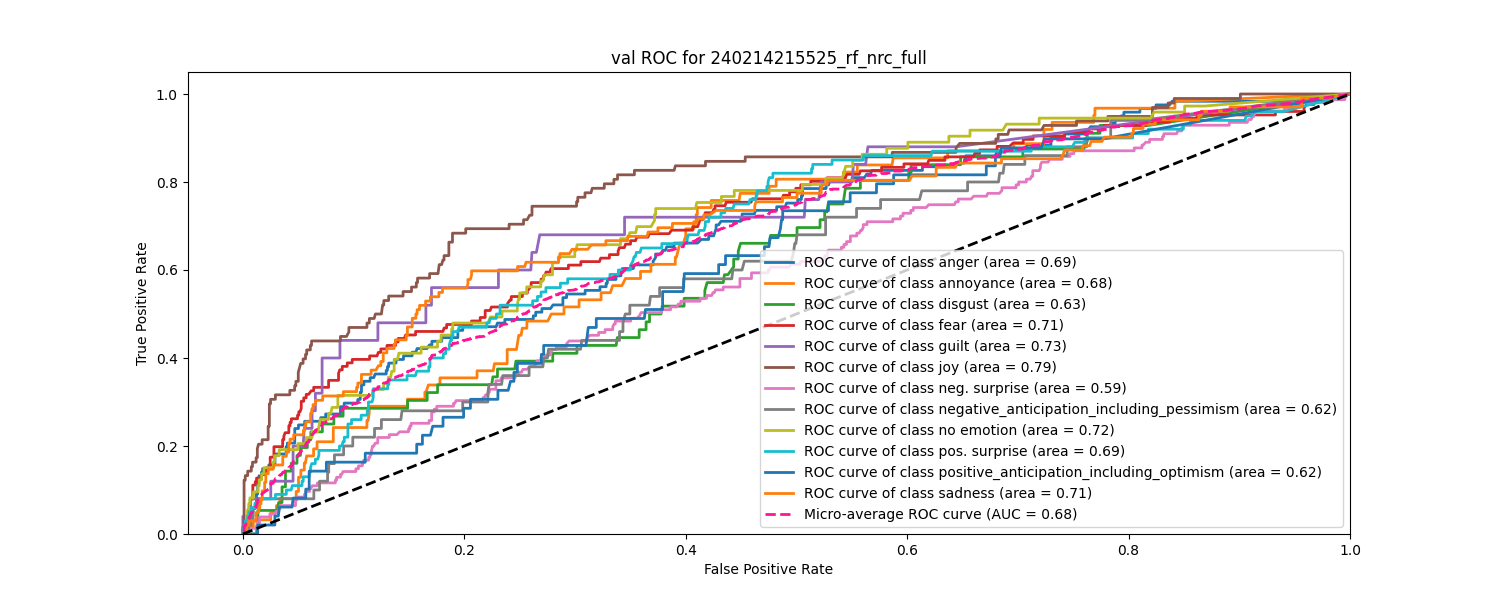 val ROC for 240214215525_rf_nrc_full
True Positive Rate
1.0
0.8
0.6
0.4
0.2
0.0
ROC curve of class anger (area = 0.69)
ROC curve of class annoyance (area = 0.68)
ROC curve of class disgust (area = 0.63)
ROC curve of class fear (area = 0.71)
ROC curve of class guilt (area = 0.73)
ROC curve of class joy (area = 0.79)
ROC curve of class neg. surprise (area = 0.59)
ROC curve of class negative_anticipation_including_pessimism (area = 0.62)
ROC curve of class no emotion (area = 0.72)
ROC curve of class pos. surprise (area = 0.69)
ROC curve of class positive_anticipation_including_optimism (area = 0.62)
ROC curve of class sadness (area = 0.71)
Micro-average ROC curve (AUC = 0.68)
0.0 0.2 0.4 0.6 0.8 1.0
False Positive Rate